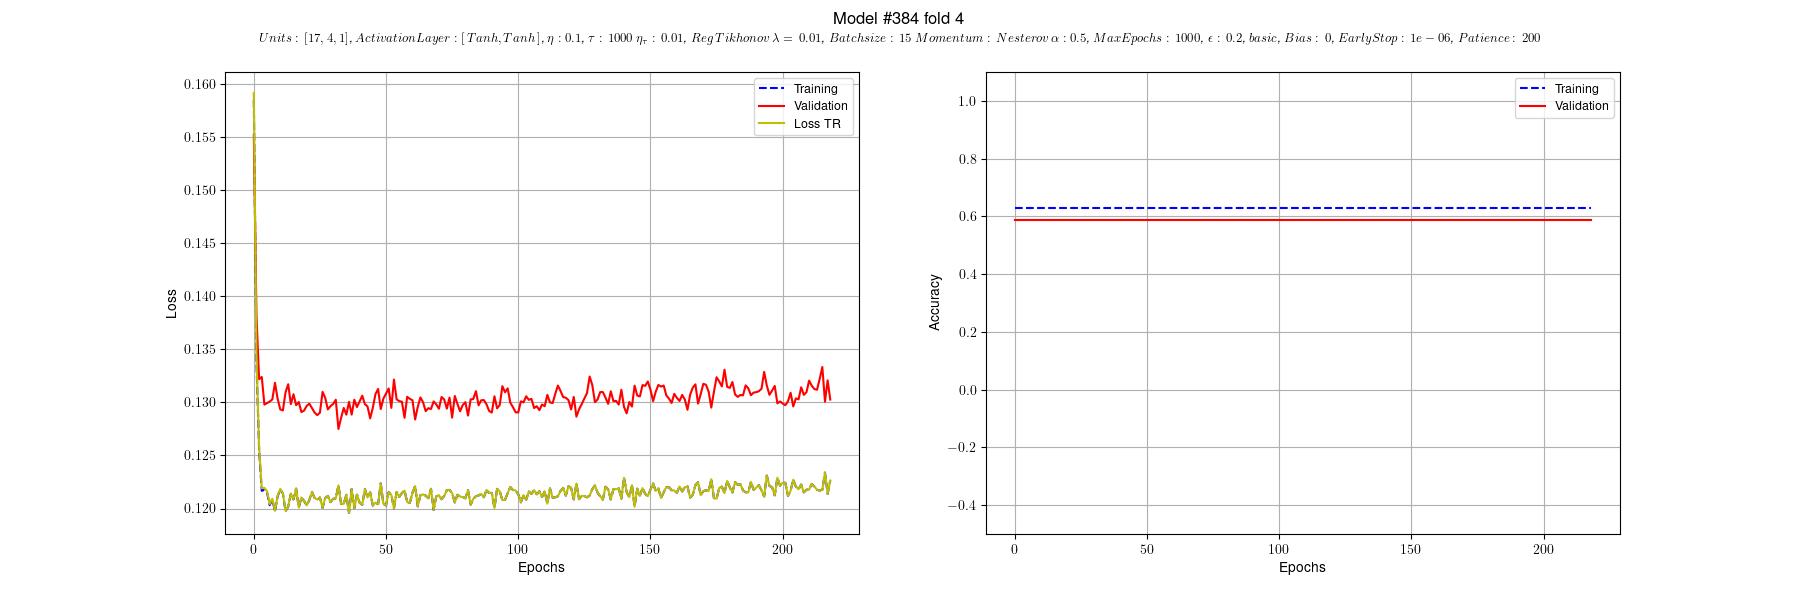 Model #384 fold 4
Units : [17, 4, 1], ActivationLayer : [Tanh, Tanh], η : 0.1, τ : 1000 η_τ : 0.01, RegTikhonov λ = 0.01, Batchsize : 15 Momentum : Nesterov α : 0.5, MaxEpochs : 1000, ϵ : 0.2, basic, Bias : 0, EarlyStop : 1e − 06, Patience : 200
0.160
0.155
0.150
0.145
0.140
0.135
0.130
0.125
0.120
Loss
0 50 100 150 200
Epochs
Training
Validation
Loss TR
1.0
0.8
0.6
0.4
0.2
0.0
−0.2
−0.4
Accuracy
0 50 100 150 200
Epochs
Training
Validation